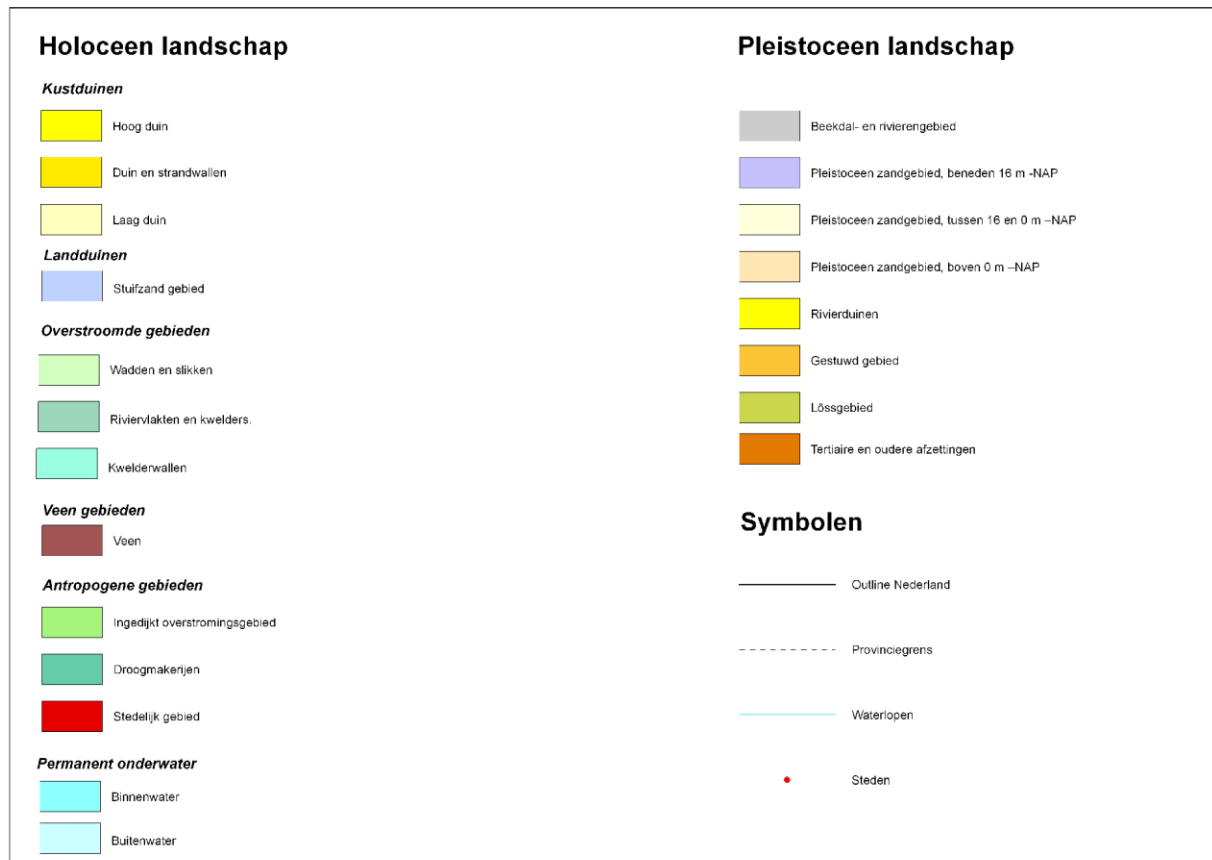 Holoceen landschap
Kustduinen
Hoog duin
Duin en strandwallen
Laag duin
Landduinen
Stuifzand gebied
Overstroomde gebieden
Wadden en slikken
Riviervlakten en kwelders.
Kwelderwallen
Veen gebieden
Veen
Antropogene gebieden
Ingedijkt overstromingsgebied
Droogmakerijen
Stedelijk gebied
Permanent onderwater
Binnenwater
Buitenwater
Pleistoceen landschap
Beekdal- en rivierengebied
Pleistoceen zandgebied, beneden 16 m -NAP
Pleistoceen zandgebied, tussen 16 en 0 m –NAP
Pleistoceen zandgebied, boven 0 m –NAP
Rivierduinen
Gestuwd gebied
Lössgebied
Tertiaire en oudere afzettingen
Symbolen
Outline Nederland
Provinciegrens
Waterlopen
Steden